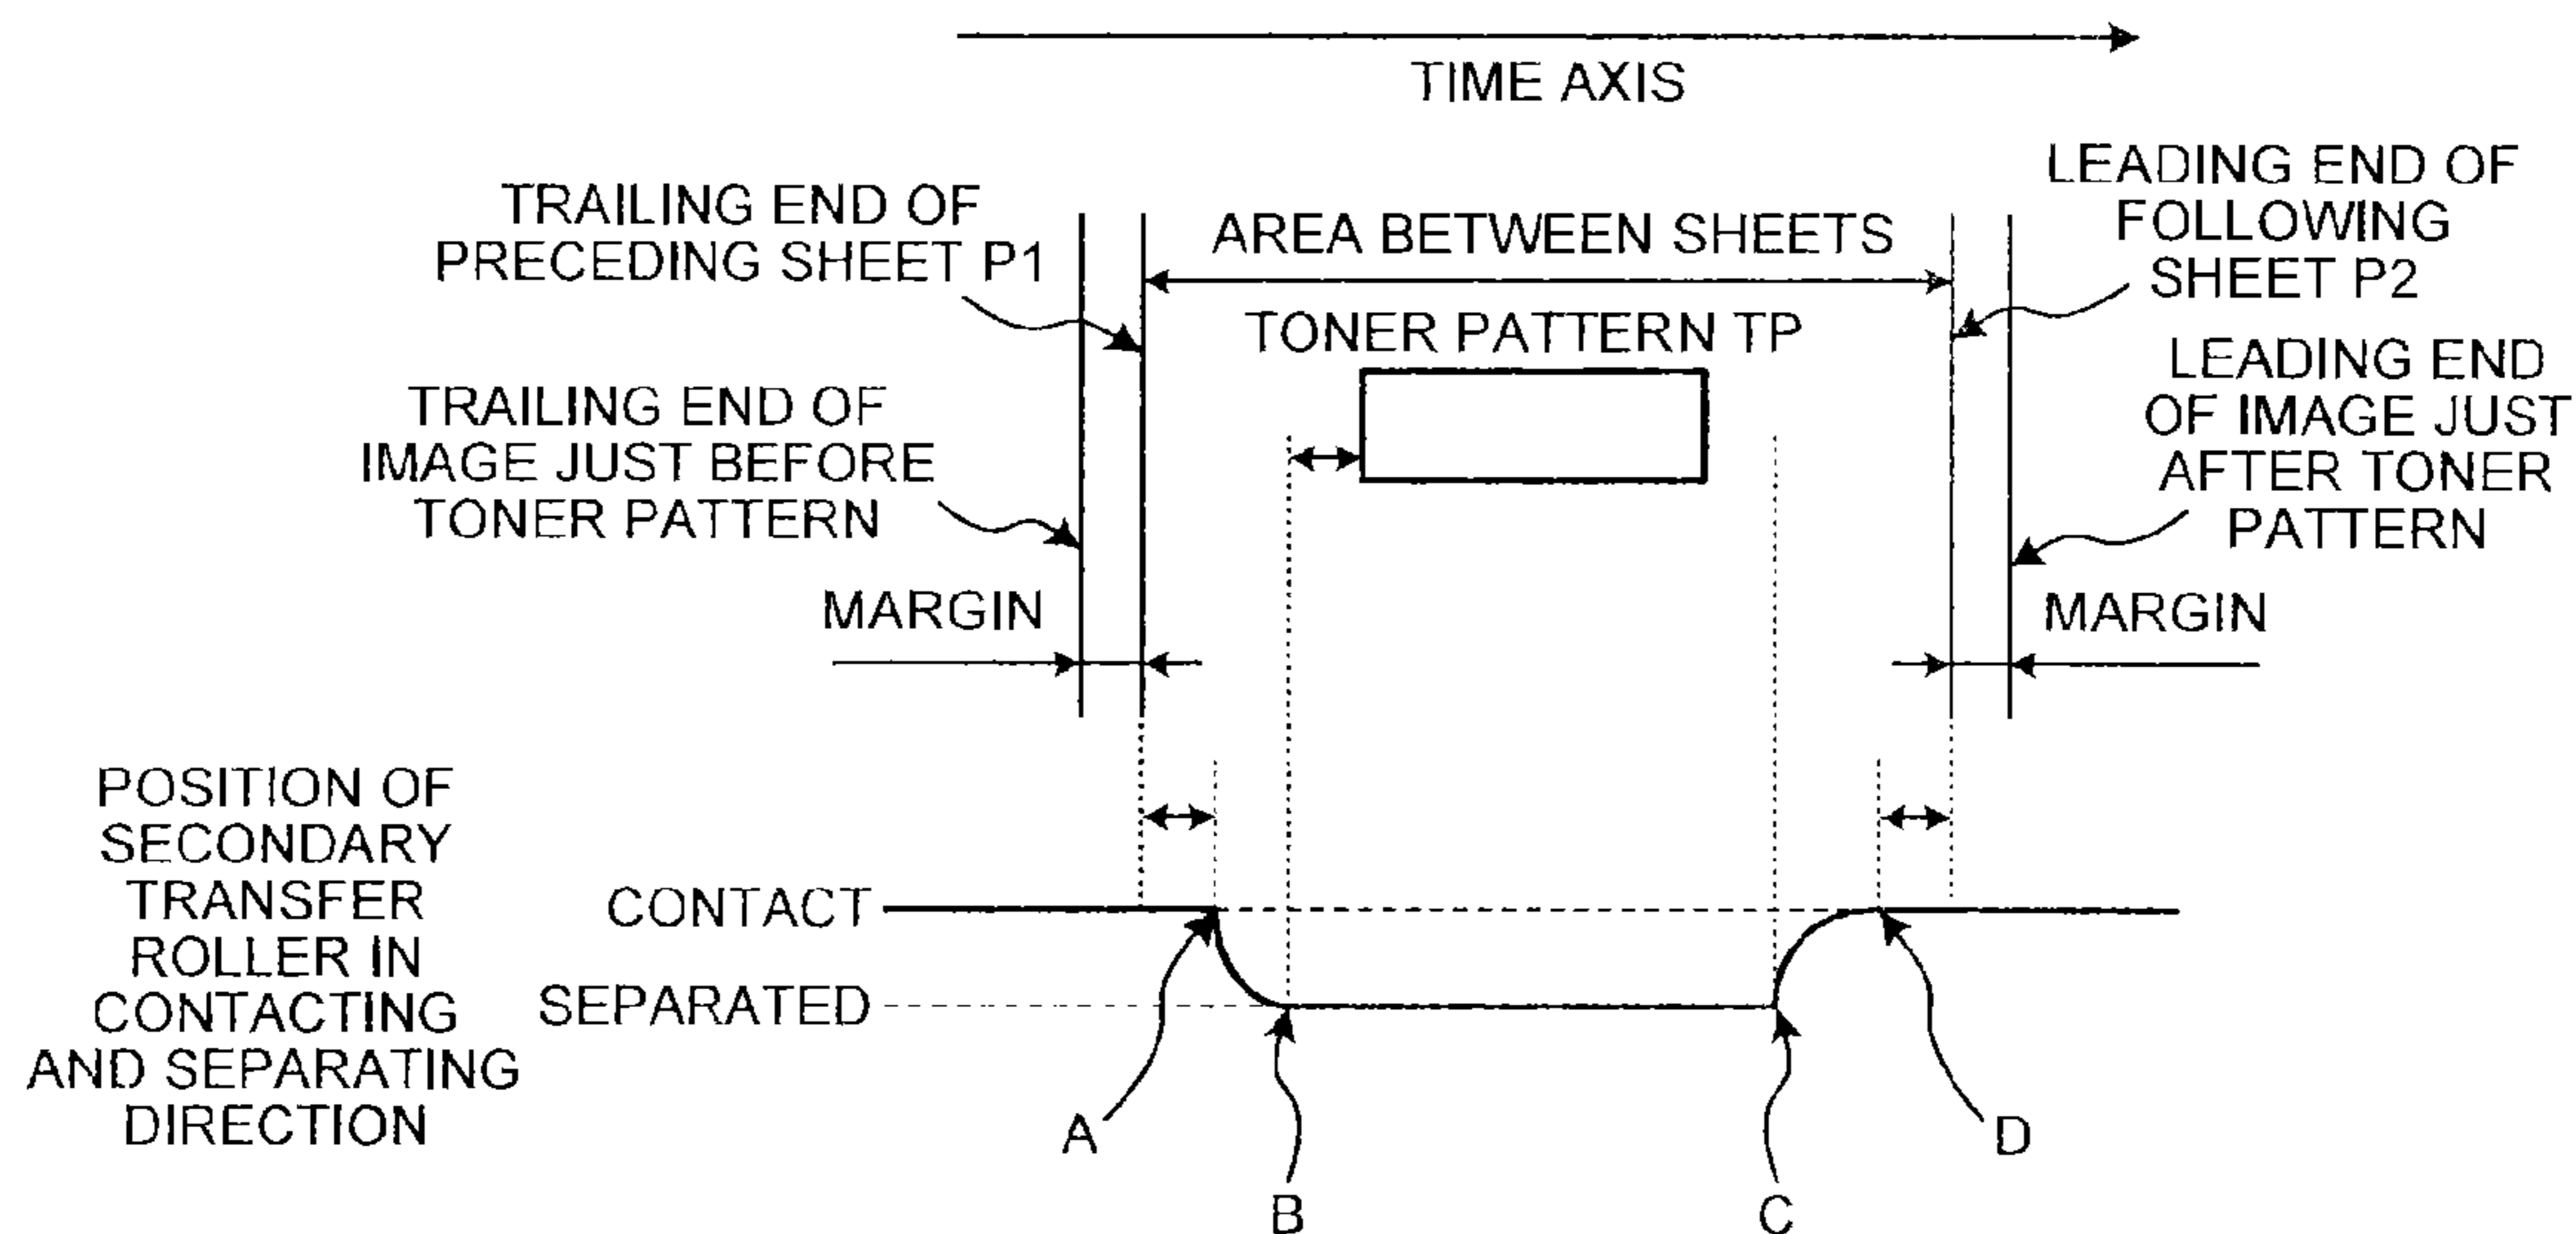 TIME AXIS
TRAILING END OF
PRECEDING SHEET P1
AREA BETWEEN SHEETS
LEADING END OF
FOLLOWING
SHEET P2
TONER PATTERN TP
TRAILING END OF
IMAGE JUST BEFORE
TONER PATTERN
LEADING END
OF IMAGE JUST
AFTER TONER
PATTERN
MARGIN
MARGIN
POSITION OF
SECONDARY
TRANSFER
ROLLER IN
CONTACTING
AND SEPARATING
DIRECTION
CONTACT
SEPARATED
A
B
C
D